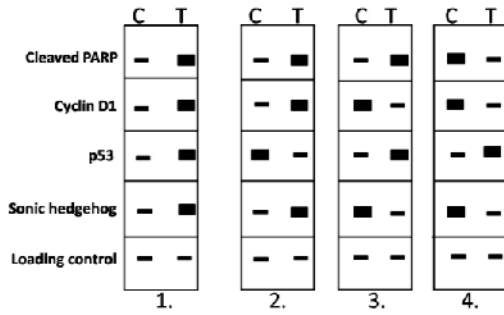 C T C T C T C T
Cleaved PARP
Cyclin D1
p53
Sonic hedgehog
Loading control
1. 2. 3. 4.